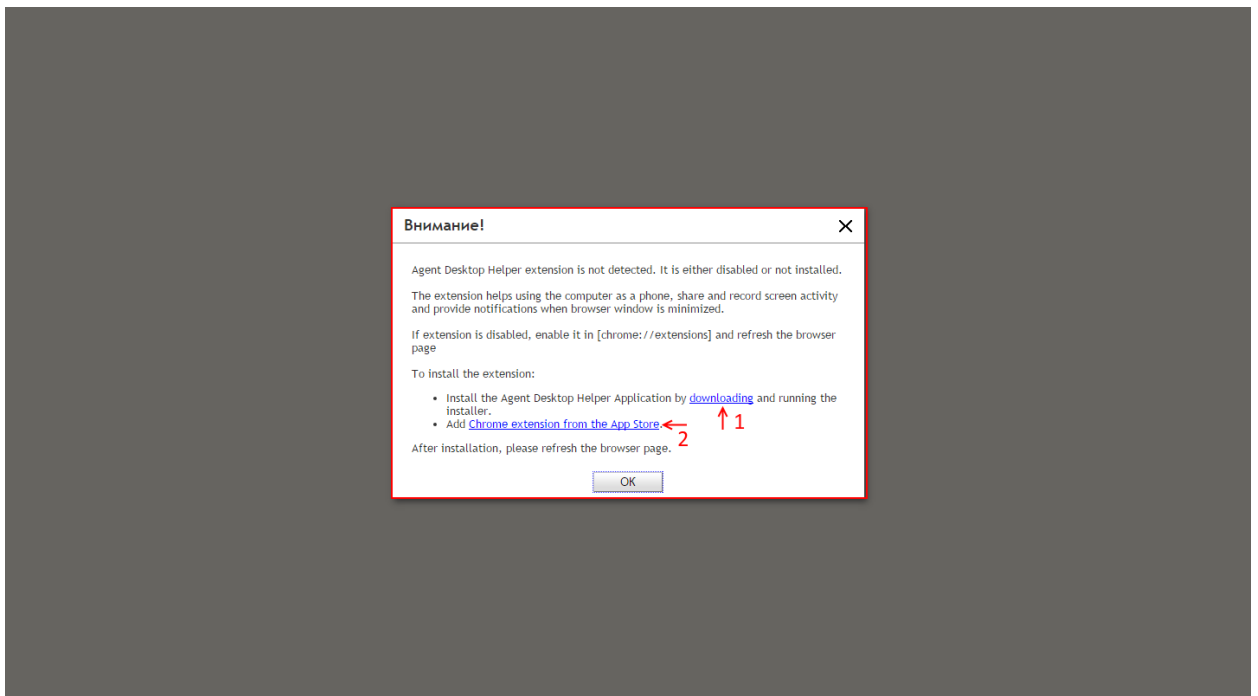 Внимание!
Agent Desktop Helper extension is not detected. It is either disabled or not installed.
The extension helps using the computer as a phone, share and record screen activity
and provide notifications when browser window is minimized.
If extension is disabled, enable it in [chrome://extensions] and refresh the browser
page
To install the extension:
• Install the Agent Desktop Helper Application by downloading and running the
installer.
1
• Add Chrome extension from the App Store.
2
After installation, please refresh the browser page.
OK